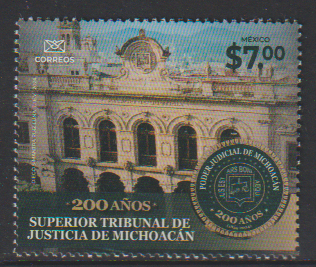 MÉXICO
$7.00
CORREOS
200 AÑOS
SUPERIOR TRIBUNAL DE
JUSTICIA DE MICHOACÁN
PODER JUDICIAL DE MICHOACÁN
200 AÑOS